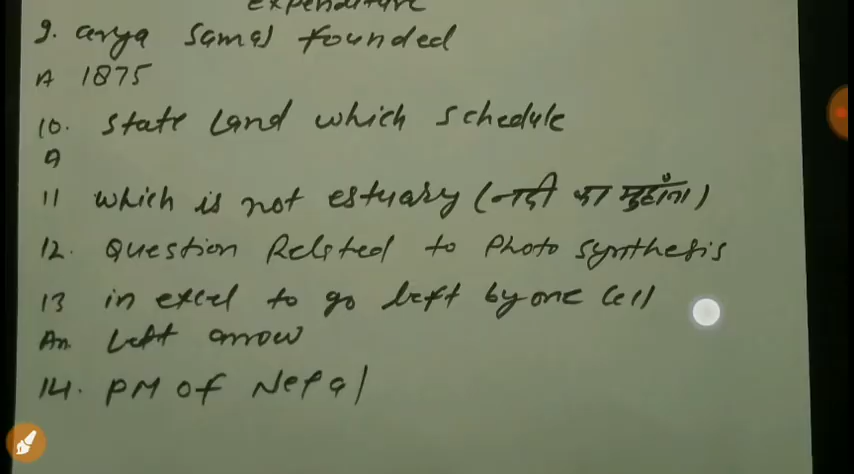 expenditure
9. arya samaj founded
A 1875
10. state land which schedule
A
11 which is not estuary (नदी का मुहाना)
12. Question Related to Photo synthesis
13 in excel to go left by one cell
An left arrow
14. PM of Nepal